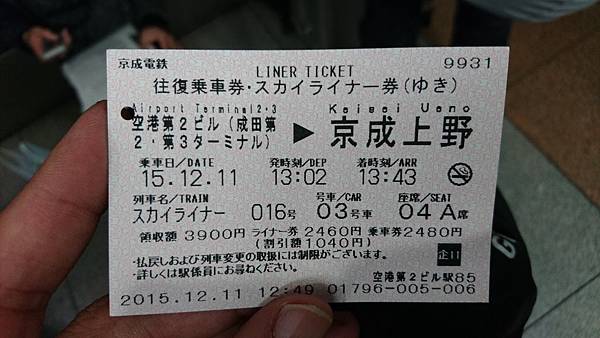 京成電鉄
LINER TICKET
9931
往復乗車券・スカイライナー券(ゆき)
Airport Terminal2・3
Keisei Ueno
空港第2ビル(成田第
2・第3ターミナル)
▶ 京成上野
乗車日/DATE 発時刻/DEP 着時刻/ARR
15.12.11 13:02 13:43
列車名/TRAIN 号車/CAR 座席/SEAT
スカイライナー 016号 03号車 04A席
領収額 3900円 ライナー券 2460円 乗車券2480円
(割引額1040円)
・払戻しおよび列車変更の取扱には制限がございます。
・詳しくは駅係員にお尋ねください。
企口
空港第2ビル駅85
2015.12.11 12:49 01796-005-006